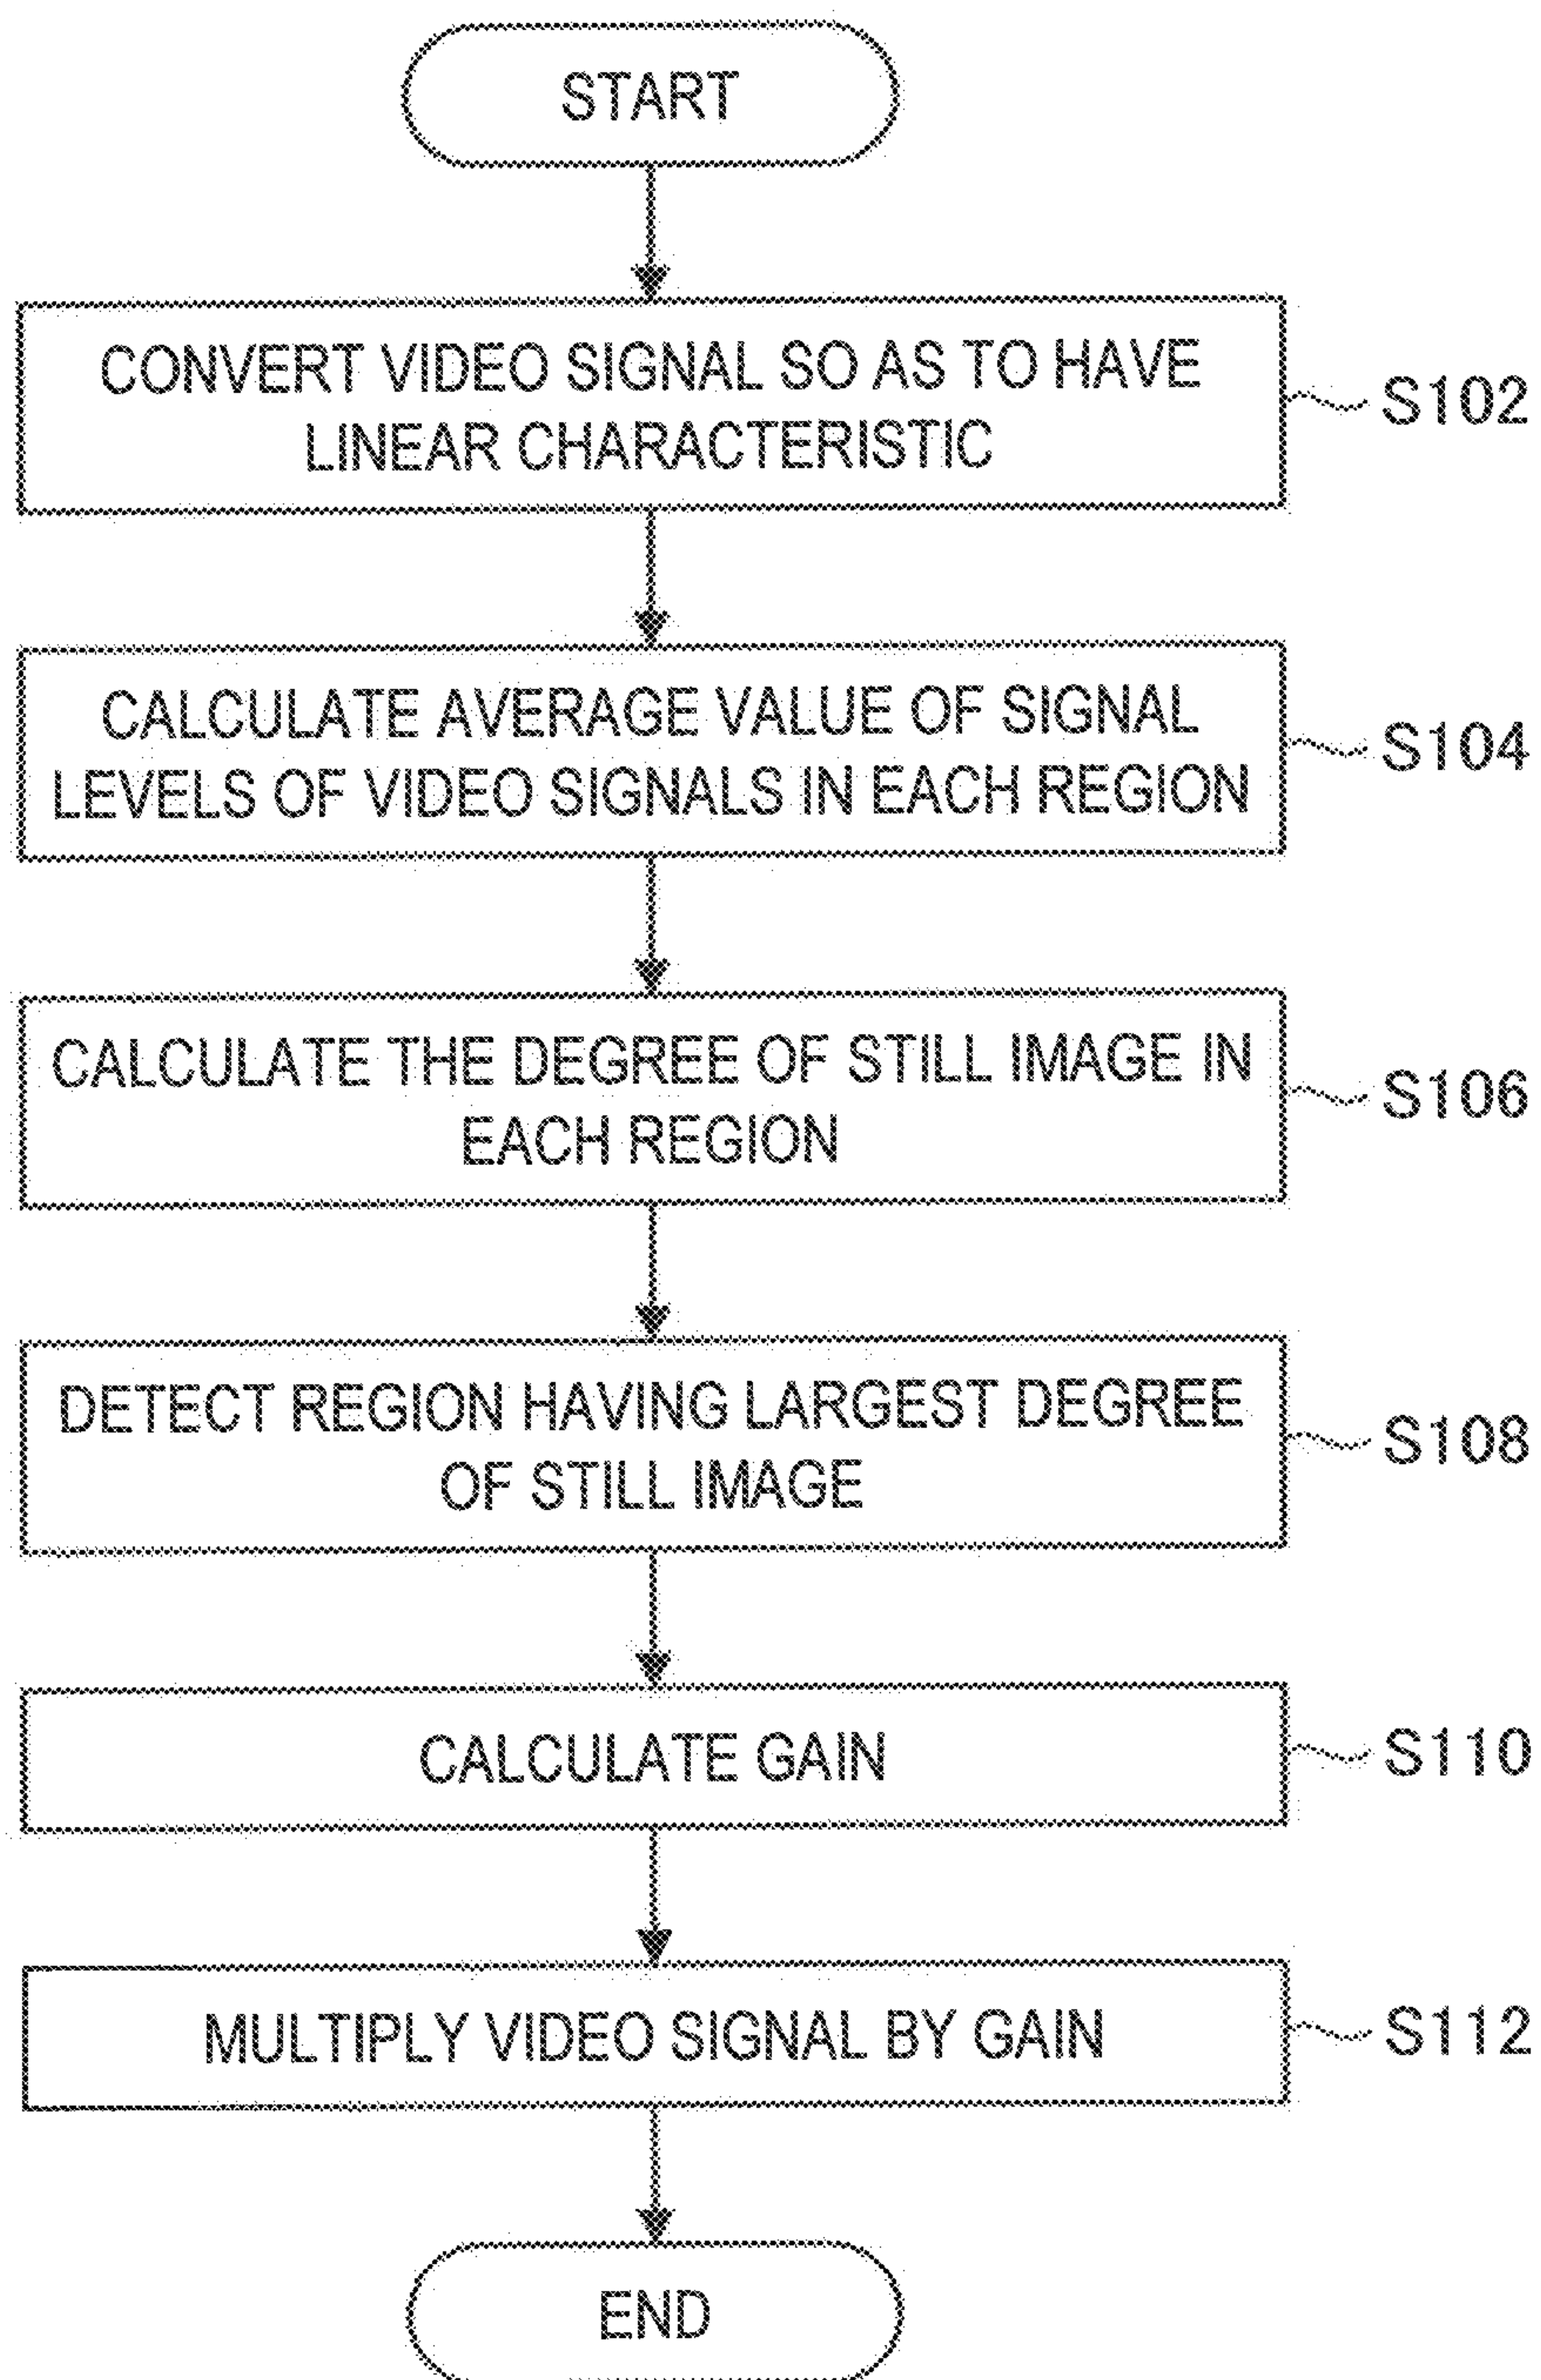 START
CONVERT VIDEO SIGNAL SO AS TO HAVE
LINEAR CHARACTERISTIC
S102
CALCULATE AVERAGE VALUE OF SIGNAL
LEVELS OF VIDEO SIGNALS IN EACH REGION
S104
CALCULATE THE DEGREE OF STILL IMAGE IN
EACH REGION
S106
DETECT REGION HAVING LARGEST DEGREE
OF STILL IMAGE
S108
CALCULATE GAIN
S110
MULTIPLY VIDEO SIGNAL BY GAIN
S112
END